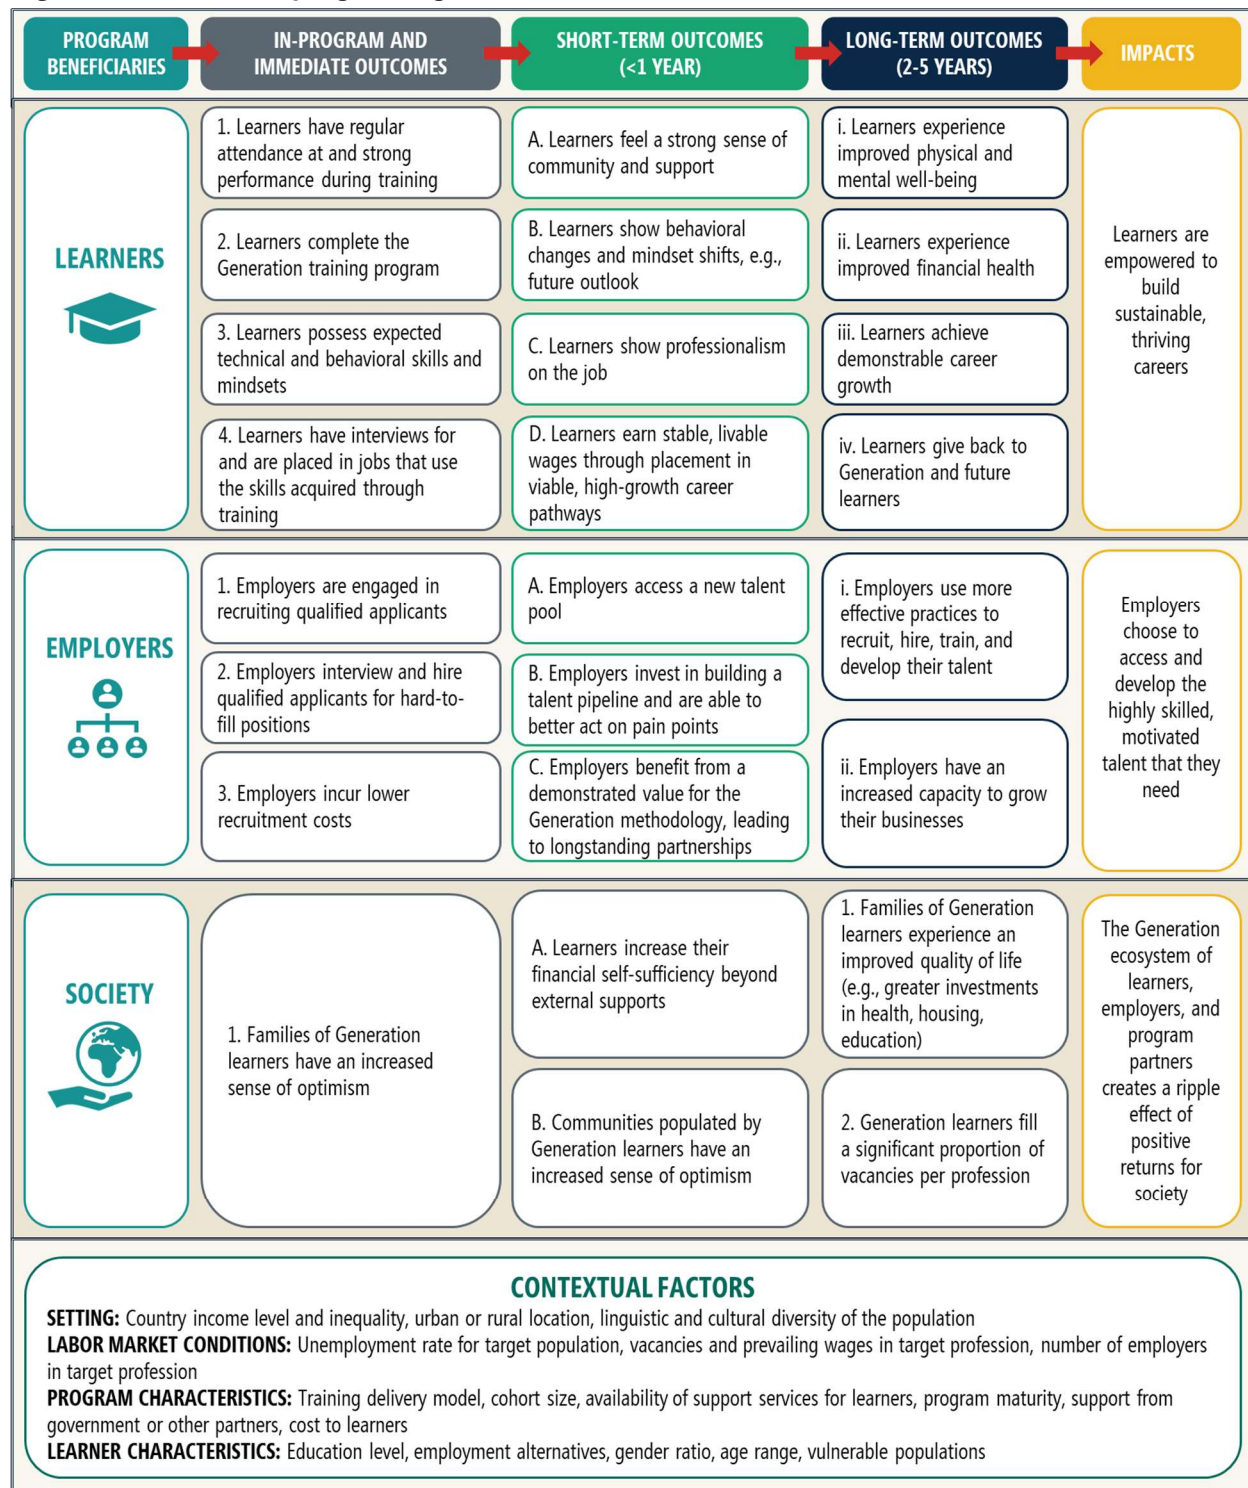 PROGRAM
BENEFICIARIES
IN-PROGRAM AND
IMMEDIATE OUTCOMES
SHORT-TERM OUTCOMES
(<1 YEAR)
LONG-TERM OUTCOMES
(2-5 YEARS)
IMPACTS
LEARNERS
1. Learners have regular
attendance at and strong
performance during training
2. Learners complete the
Generation training program
3. Learners possess expected
technical and behavioral skills and
mindsets
4. Learners have interviews for
and are placed in jobs that use
the skills acquired through
training
A. Learners feel a strong sense of
community and support
B. Learners show behavioral
changes and mindset shifts, e.g.,
future outlook
C. Learners show professionalism
on the job
D. Learners earn stable, livable
wages through placement in
viable, high-growth career
pathways
i. Learners experience
improved physical and
mental well-being
ii. Learners experience
improved financial health
iii. Learners achieve
demonstrable career
growth
iv. Learners give back to
Generation and future
learners
Learners are
empowered to
build
sustainable,
thriving
careers
EMPLOYERS
1. Employers are engaged in
recruiting qualified applicants
2. Employers interview and hire
qualified applicants for hard-to-
fill positions
3. Employers incur lower
recruitment costs
A. Employers access a new talent
pool
B. Employers invest in building a
talent pipeline and are able to
better act on pain points
C. Employers benefit from a
demonstrated value for the
Generation methodology, leading
to longstanding partnerships
i. Employers use more
effective practices to
recruit, hire, train, and
develop their talent
ii. Employers have an
increased capacity to grow
their businesses
Employers
choose to
access and
develop the
highly skilled,
motivated
talent that they
need
SOCIETY
1. Families of Generation
learners have an increased
sense of optimism
A. Learners increase their
financial self-sufficiency beyond
external supports
B. Communities populated by
Generation learners have an
increased sense of optimism
1. Families of Generation
learners experience an
improved quality of life
(e.g., greater investments
in health, housing,
education)
2. Generation learners fill
a significant proportion of
vacancies per profession
The Generation
ecosystem of
learners,
employers, and
program
partners
creates a ripple
effect of
positive
returns for
society
CONTEXTUAL FACTORS
SETTING: Country income level and inequality, urban or rural location, linguistic and cultural diversity of the population
LABOR MARKET CONDITIONS: Unemployment rate for target population, vacancies and prevailing wages in target profession, number of employers
in target profession
PROGRAM CHARACTERISTICS: Training delivery model, cohort size, availability of support services for learners, program maturity, support from
government or other partners, cost to learners
LEARNER CHARACTERISTICS: Education level, employment alternatives, gender ratio, age range, vulnerable populations